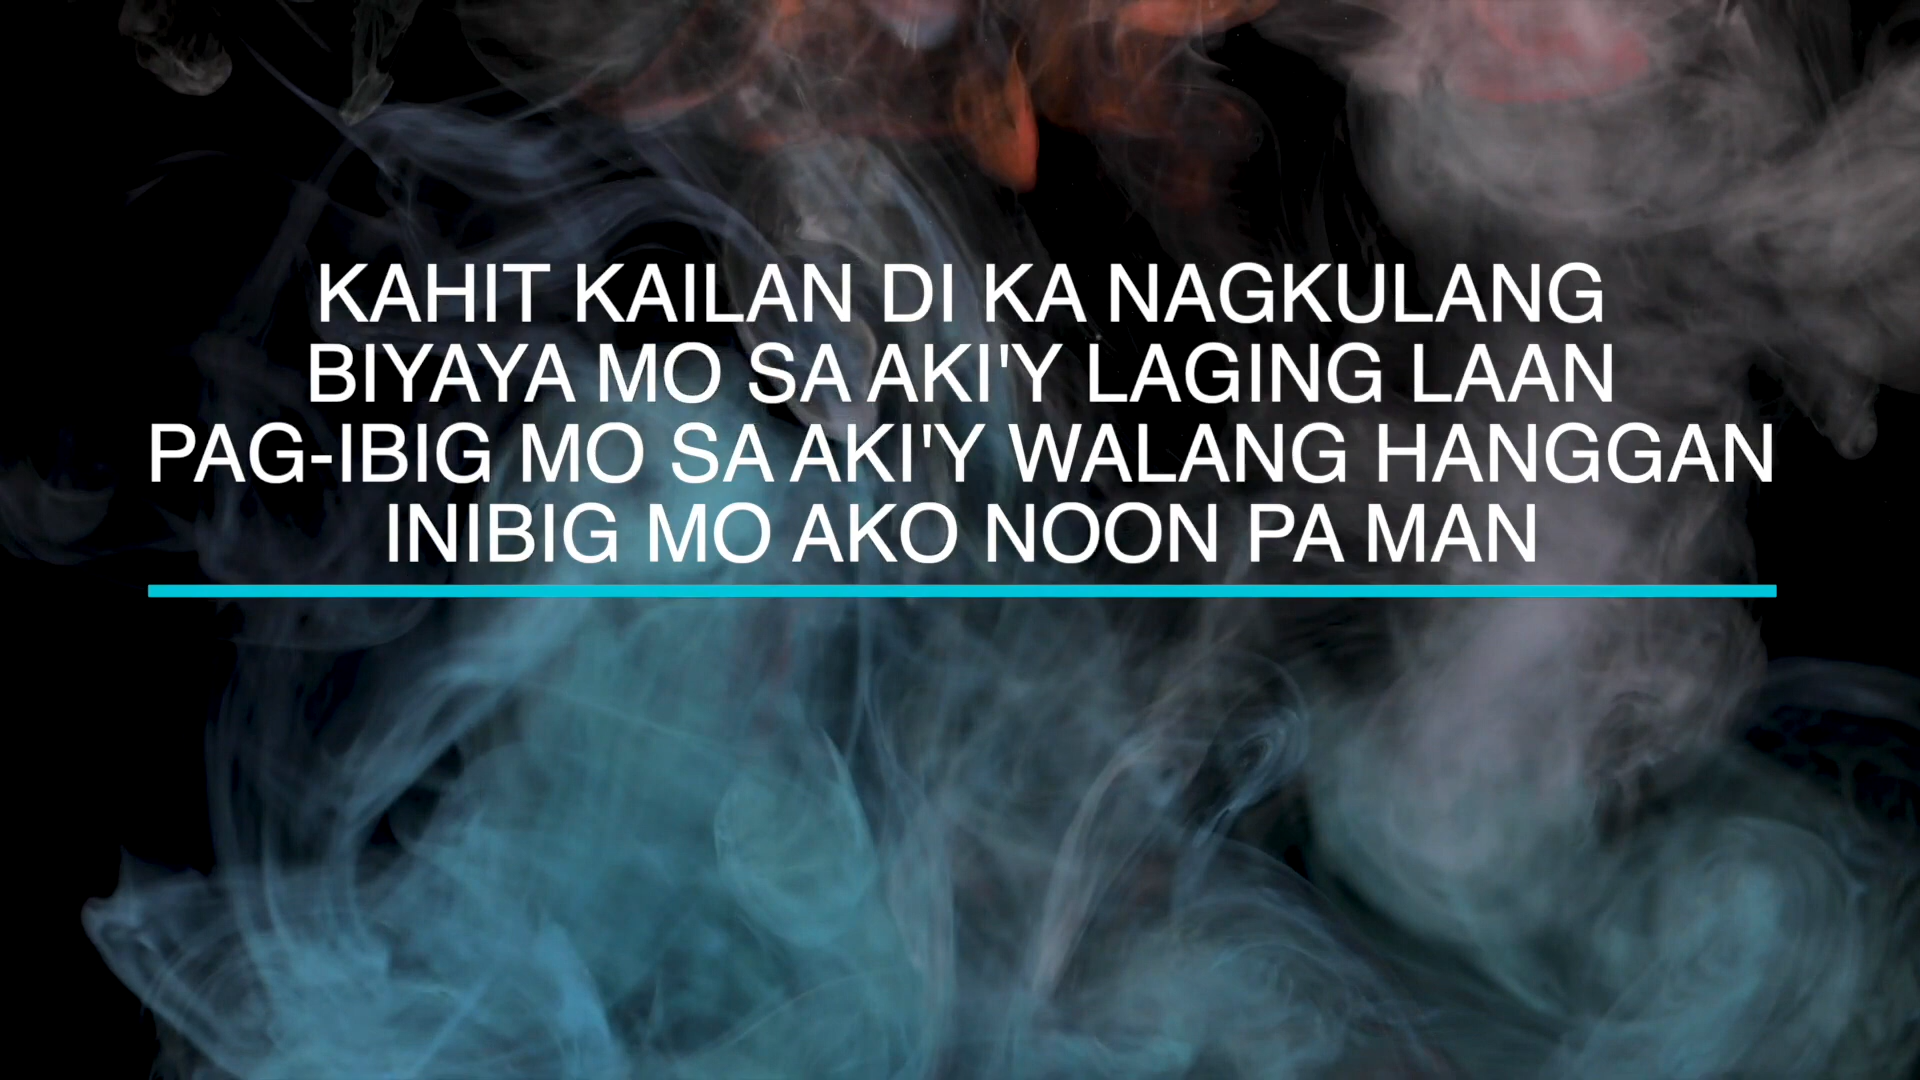 KAHIT KAILAN DI KA NAGKULANG
BIYAYA MO SA AKI'Y LAGING LAAN
PAG-IBIG MO SA AKI'Y WALANG HANGGAN
INIBIG MO AKO NOON PA MAN